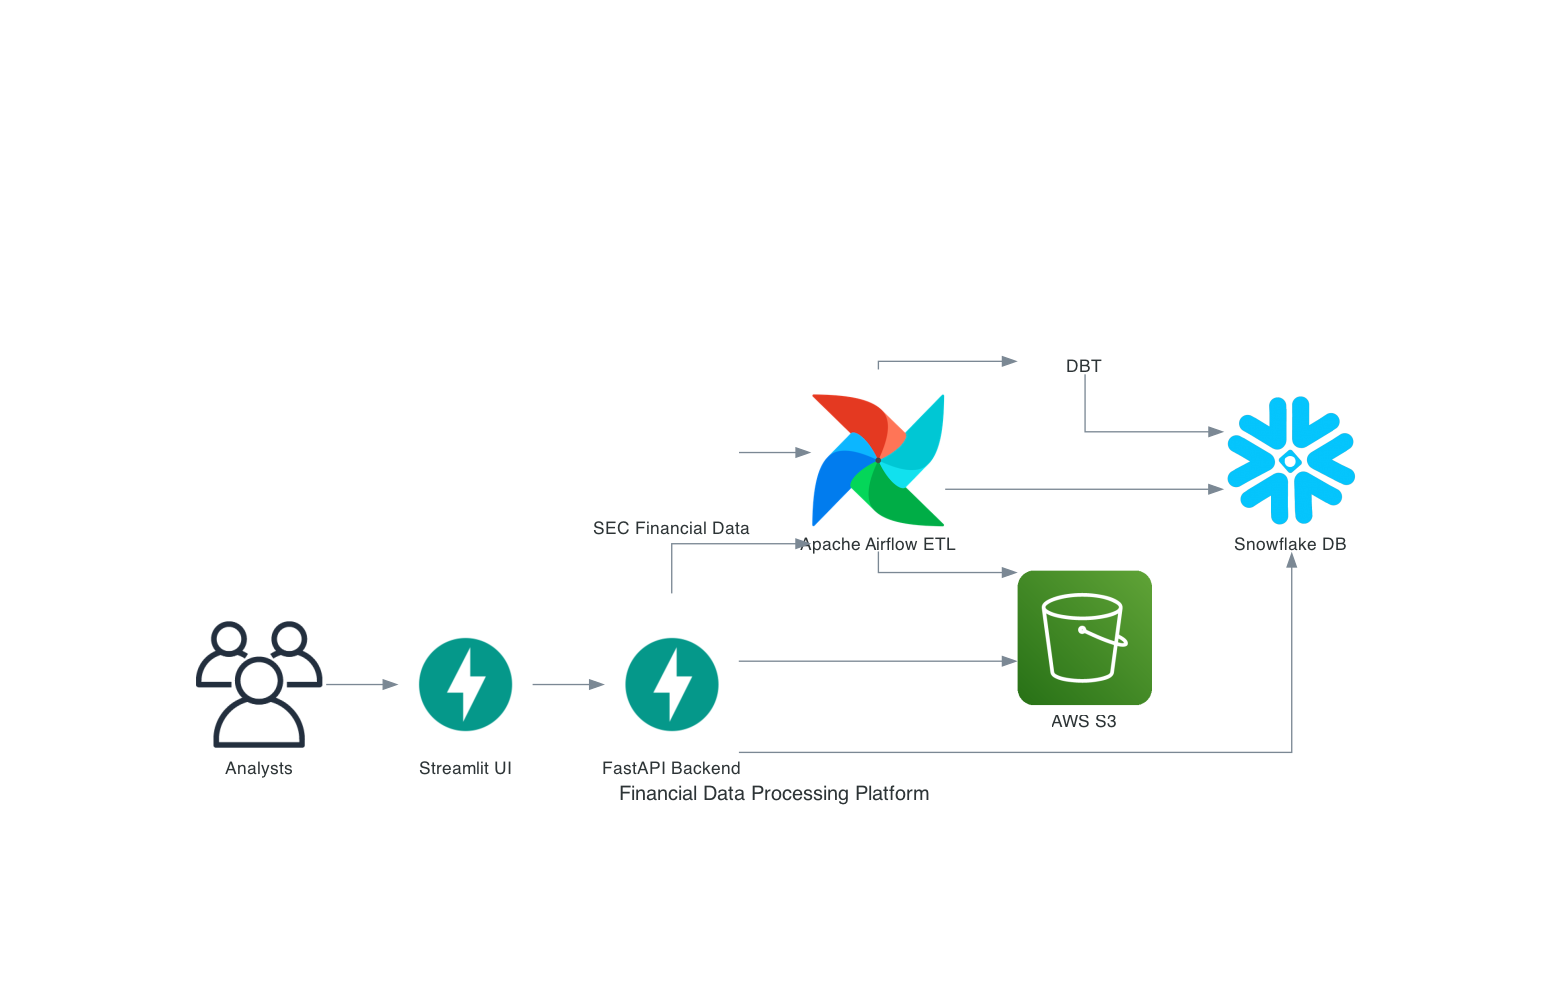 DBT
SEC Financial Data
Apache Airflow ETL
Snowflake DB
AWS S3
Analysts
Streamlit UI
FastAPI Backend
Financial Data Processing Platform